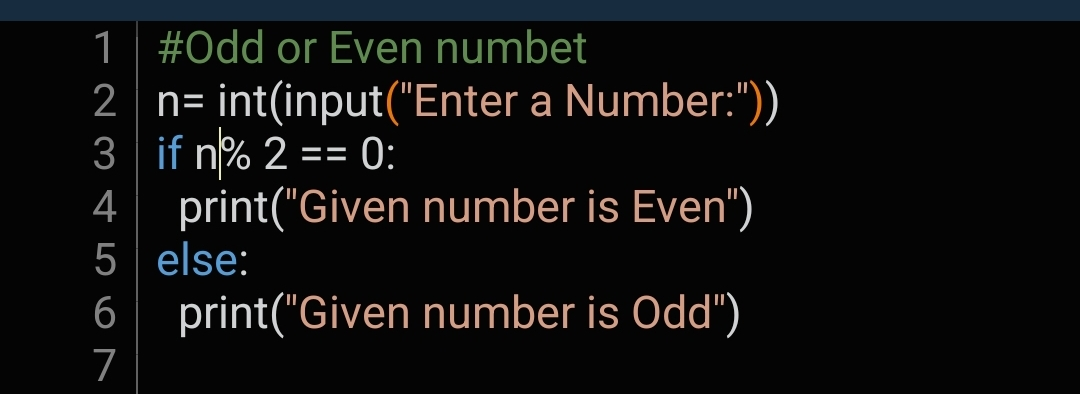 1 #Odd or Even numbet
2 n= int(input("Enter a Number:"))
3 if n% 2 == 0:
4   print("Given number is Even")
5 else:
6   print("Given number is Odd")
7